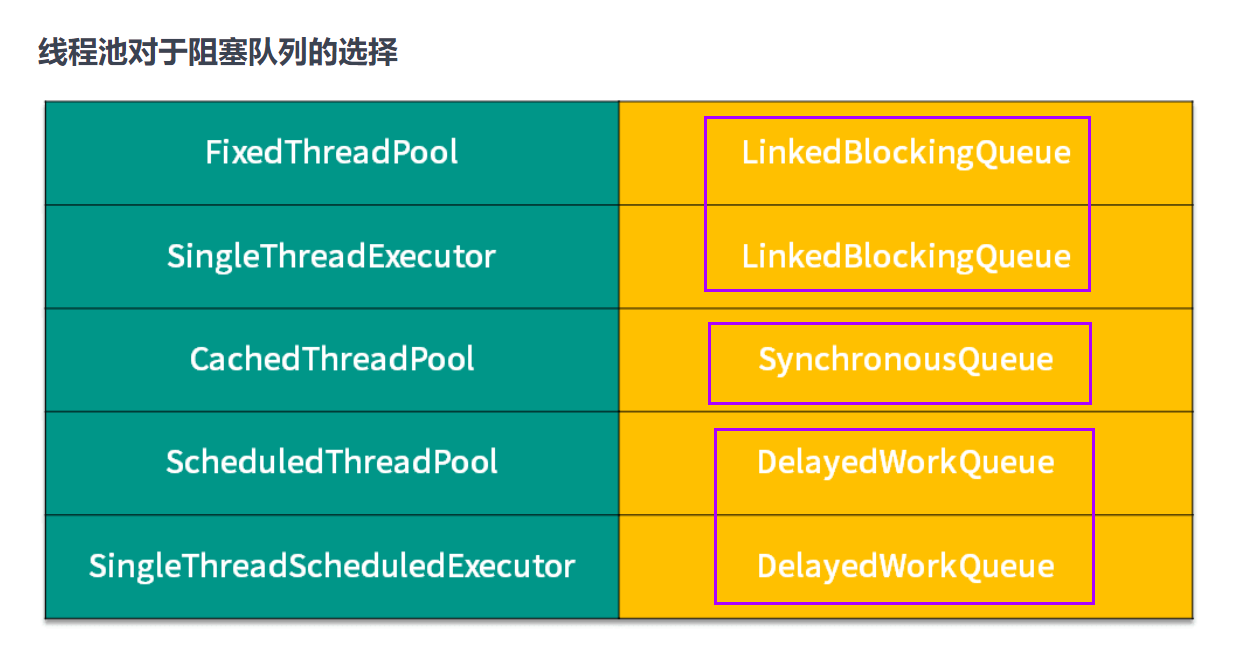 线程池对于阻塞队列的选择
FixedThreadPool LinkedBlockingQueue
SingleThreadExecutor LinkedBlockingQueue
CachedThreadPool SynchronousQueue
ScheduledThreadPool DelayedWorkQueue
SingleThreadScheduledExecutor DelayedWorkQueue